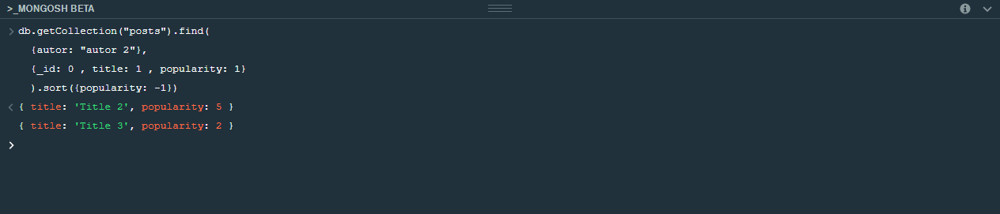 >_MONGOSH BETA
> db.getCollection("posts").find(
{autor: "autor 2"},
{_id: 0 , title: 1 , popularity: 1}
).sort({popularity: -1})
< { title: 'Title 2', popularity: 5 }
{ title: 'Title 3', popularity: 2 }
>